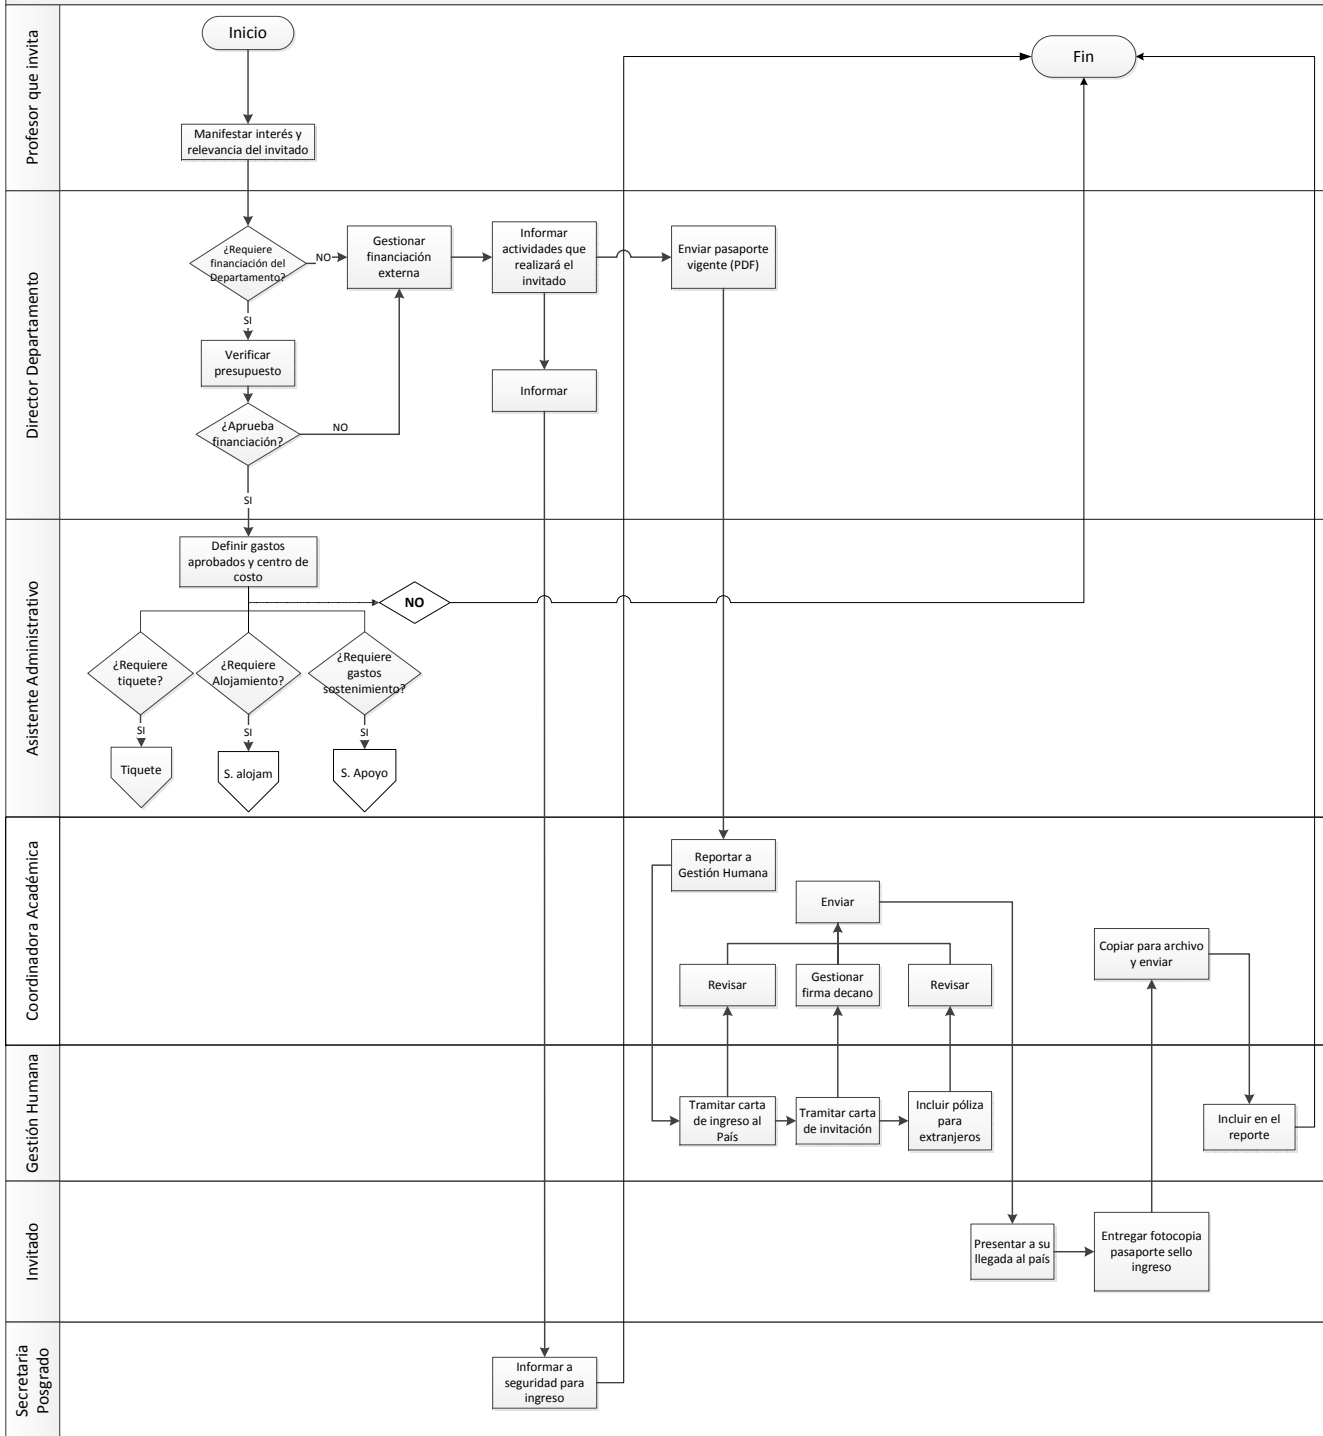 Profesor que invita
Inicio
Fin
Manifestar interés y
relevancia del invitado
Director Departamento
¿Requiere
financiación del
Departamento?
NO
Gestionar
financiación
externa
Informar
actividades que
realizará el
invitado
Enviar pasaporte
vigente (PDF)
SI
Verificar
presupuesto
Informar
¿Aprueba
financiación?
NO
SI
Asistente Administrativo
Definir gastos
aprobados y centro de
costo
NO
¿Requiere
tiquete?
¿Requiere
Alojamiento?
¿Requiere
gastos
sostenimiento?
SI
SI
SI
Tiquete
S. alojam
S. Apoyo
Coordinadora Académica
Reportar a
Gestión Humana
Enviar
Copiar para archivo
y enviar
Revisar
Gestionar
firma decano
Revisar
Gestión Humana
Tramitar carta
de ingreso al
País
Tramitar carta
de invitación
Incluir póliza
para
extranjeros
Incluir en el
reporte
Invitado
Presentar a su
llegada al país
Entregar fotocopia
pasaporte sello
ingreso
Secretaria
Posgrado
Informar a
seguridad para
ingreso